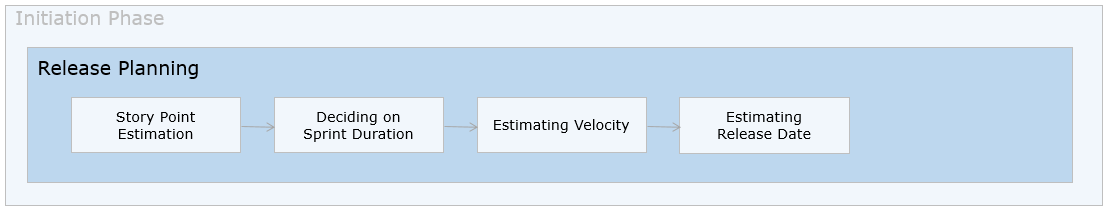 Initiation Phase
Release Planning
Story Point
Estimation
Deciding on
Sprint Duration
Estimating Velocity
Estimating
Release Date